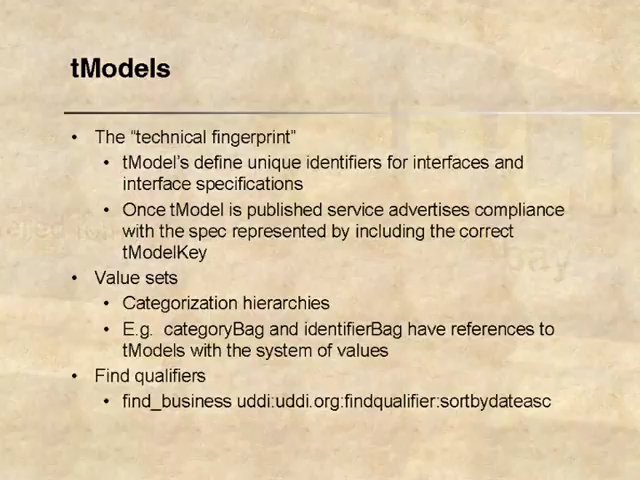 tModels
• The “technical fingerprint”
• tModel’s define unique identifiers for interfaces and
interface specifications
• Once tModel is published service advertises compliance
with the spec represented by including the correct
tModelKey
• Value sets
• Categorization hierarchies
• E.g.  categoryBag and identifierBag have references to
tModels with the system of values
• Find qualifiers
• find_business uddi:uddi.org:findqualifier:sortbydateasc